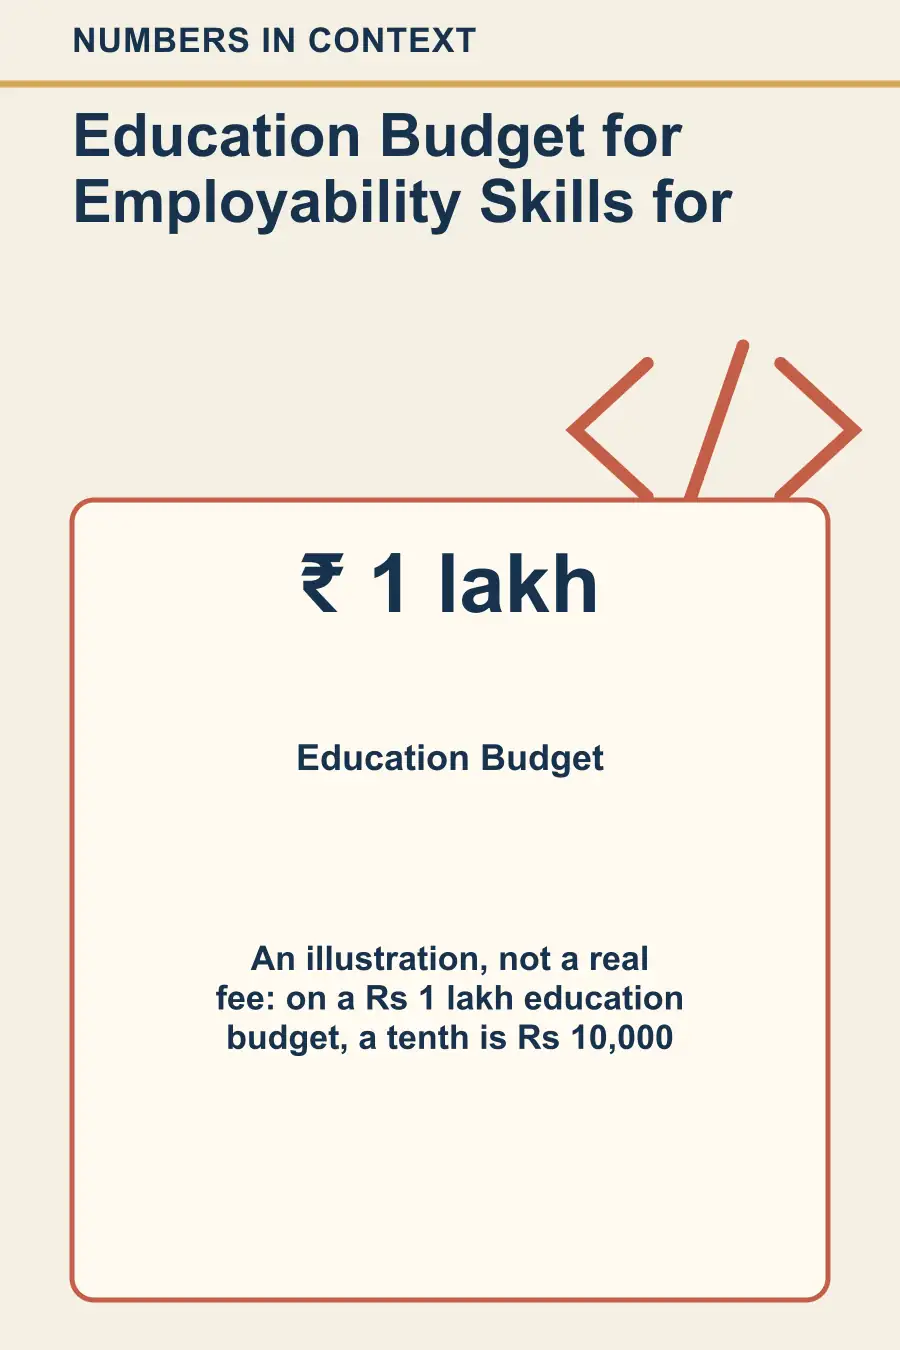 NUMBERS IN CONTEXT
Education Budget for
Employability Skills for
₹ 1 lakh
Education Budget
An illustration, not a real
fee: on a Rs 1 lakh education
budget, a tenth is Rs 10,000